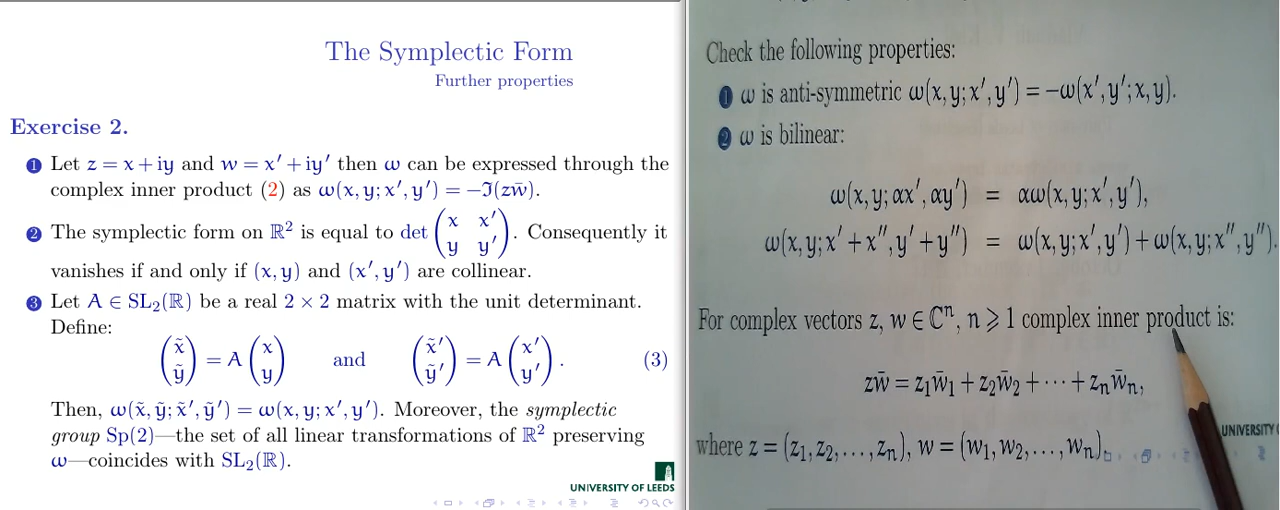 The Symplectic Form
Further properties
Exercise 2.
1 Let z = x + iy and w = x′ + iy′ then ω can be expressed through the
complex inner product (2) as ω(x, y; x′, y′) = −ℑ(zw̄).
2 The symplectic form on ℝ² is equal to det (x x′
y y′). Consequently it
vanishes if and only if (x, y) and (x′, y′) are collinear.
3 Let A ∈ SL₂(ℝ) be a real 2 × 2 matrix with the unit determinant.
Define:
(x̃
ỹ) = A (x
y) and (x̃′
ỹ′) = A (x′
y′). (3)
Then, ω(x̃, ỹ; x̃′, ỹ′) = ω(x, y; x′, y′). Moreover, the symplectic
group Sp(2)—the set of all linear transformations of ℝ² preserving
ω—coincides with SL₂(ℝ).
UNIVERSITY OF LEEDS
Check the following properties:
1 ω is anti-symmetric ω(x, y; x′, y′) = −ω(x′, y′; x, y).
2 ω is bilinear:
ω(x, y; αx′, αy′) = αω(x, y; x′, y′),
ω(x, y; x′ + x″, y′ + y″) = ω(x, y; x′, y′) + ω(x, y; x″, y″).
For complex vectors z, w ∈ ℂⁿ, n ⩾ 1 complex inner product is:
zw̄ = z₁w̄₁ + z₂w̄₂ + ··· + zₙw̄ₙ,
where z = (z₁, z₂, . . . , zₙ), w = (w₁, w₂, . . . , wₙ).
UNIVERSITY